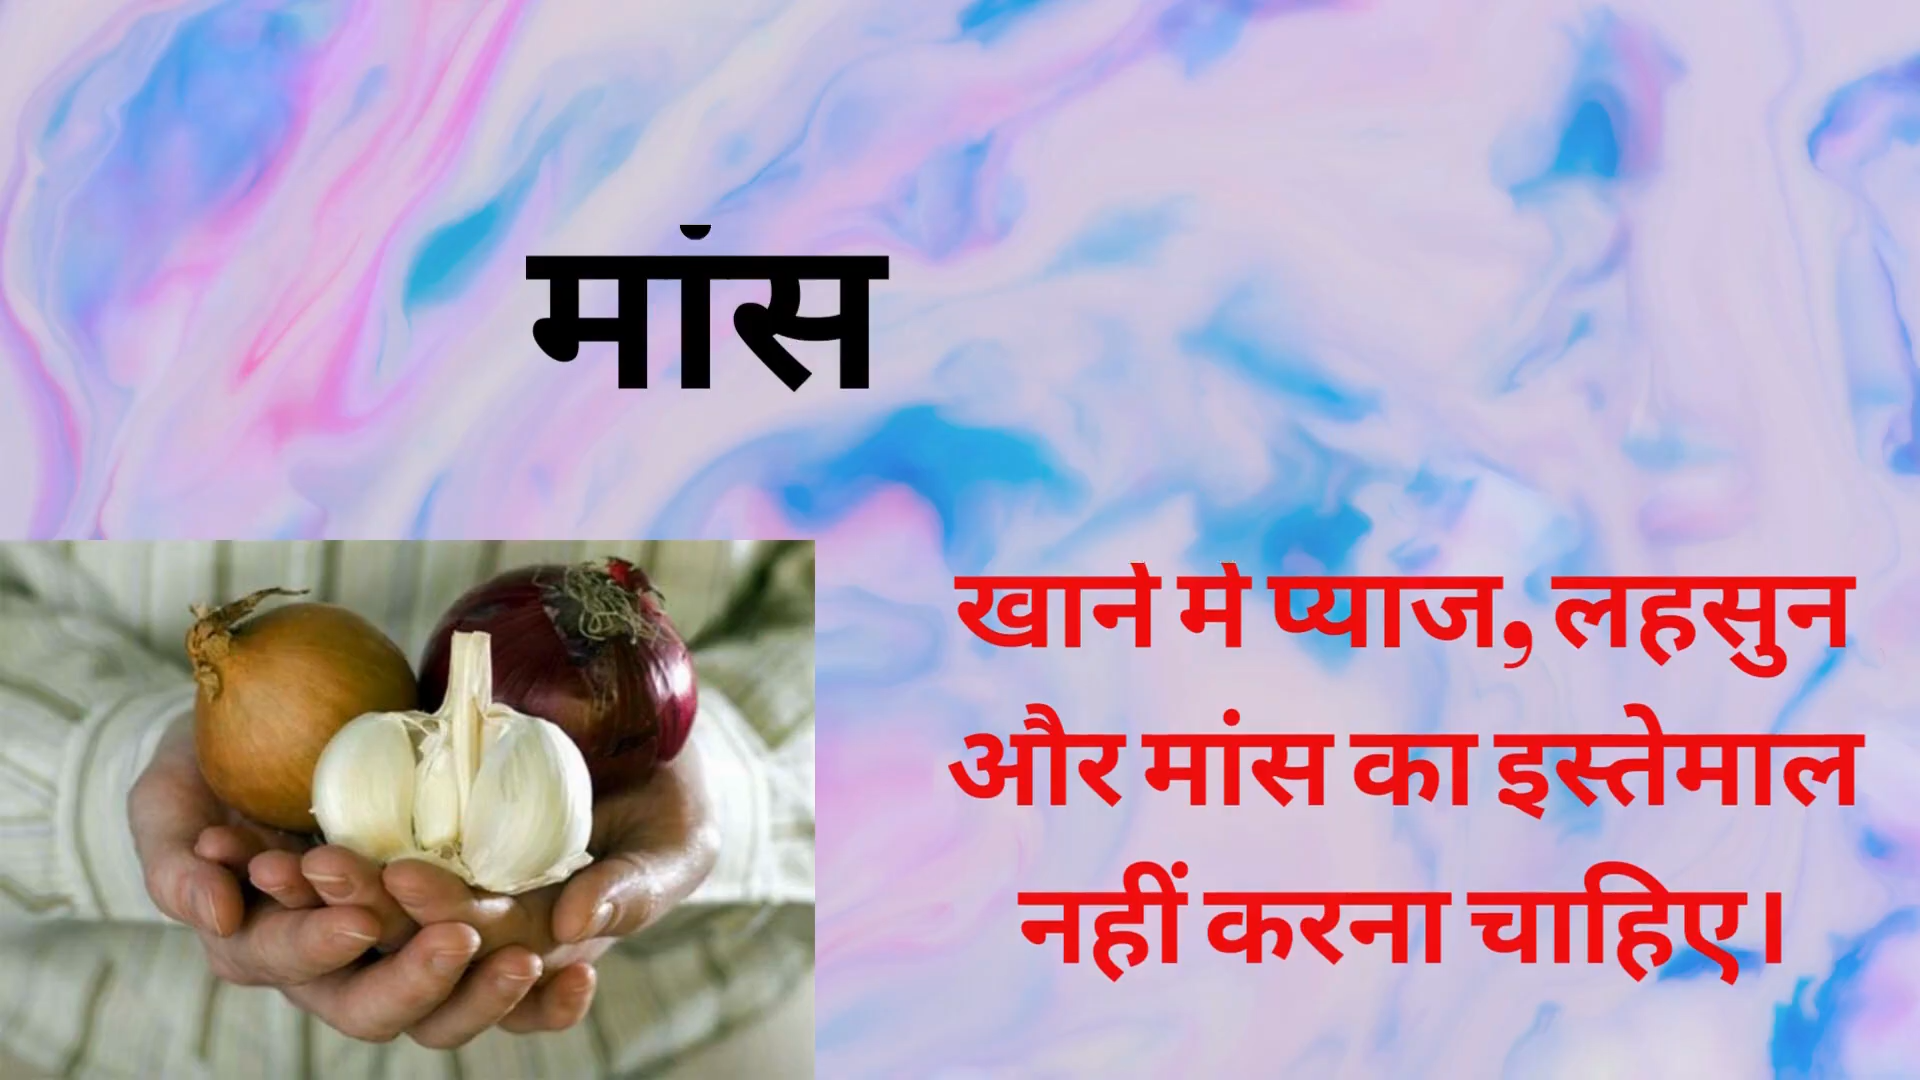 मांस
खाने में प्याज, लहसुन
और मांस का इस्तेमाल
नहीं करना चाहिए।